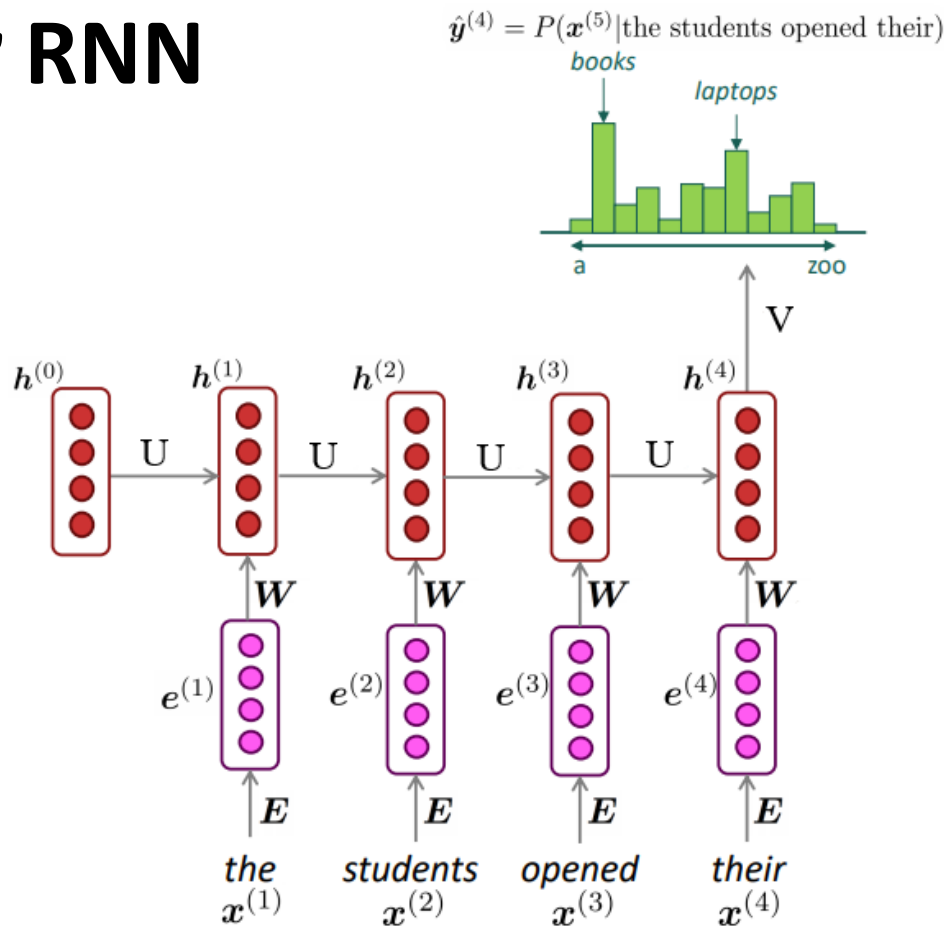 RNN
ŷ⁽⁴⁾ = P(x⁽⁵⁾|the students opened their)
books
laptops
a zoo
V
h⁽⁰⁾ h⁽¹⁾ h⁽²⁾ h⁽³⁾ h⁽⁴⁾
U U U U
W W W W
e⁽¹⁾ e⁽²⁾ e⁽³⁾ e⁽⁴⁾
E E E E
the students opened their
x⁽¹⁾ x⁽²⁾ x⁽³⁾ x⁽⁴⁾